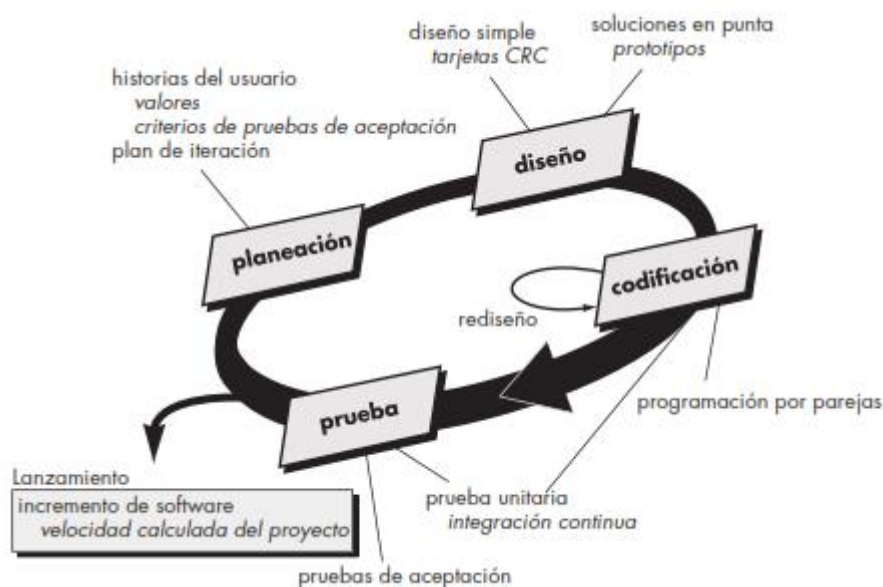 diseño simple
tarjetas CRC
soluciones en punta
prototipos
historias del usuario
valores
criterios de pruebas de aceptación
plan de iteración
diseño
planeación
codificación
rediseño
prueba
programación por parejas
Lanzamiento
incremento de software
velocidad calculada del proyecto
prueba unitaria
integración continua
pruebas de aceptación